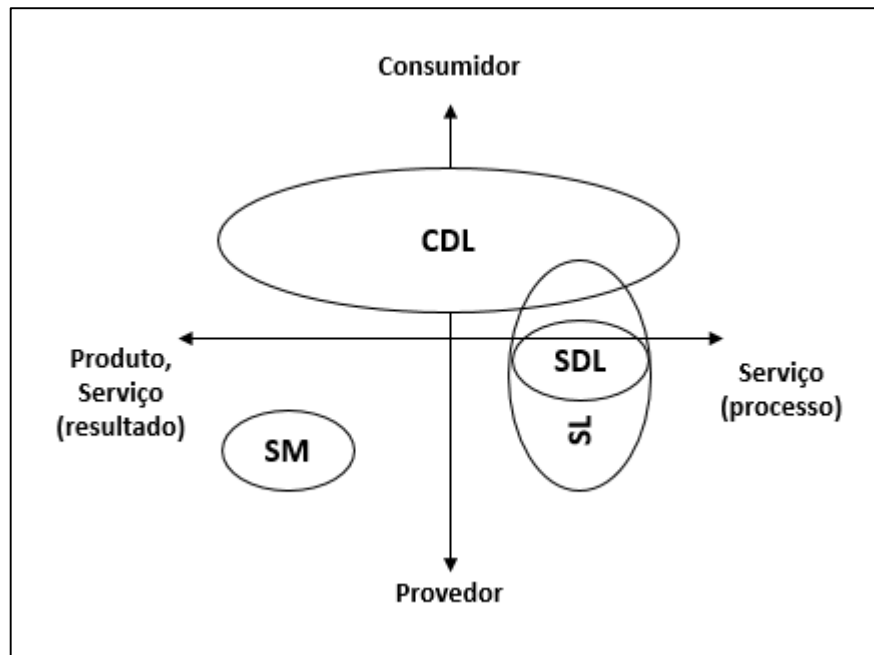 Consumidor
CDL
Produto,
Serviço
(resultado)
SDL
Serviço
(processo)
SL
SM
Provedor